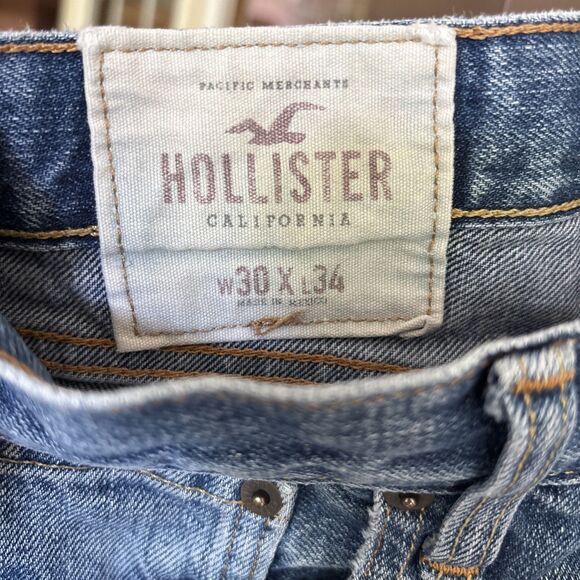 PACIFIC MERCHANTS
HOLLISTER
CALIFORNIA
W30 X L34
MADE IN MEXICO